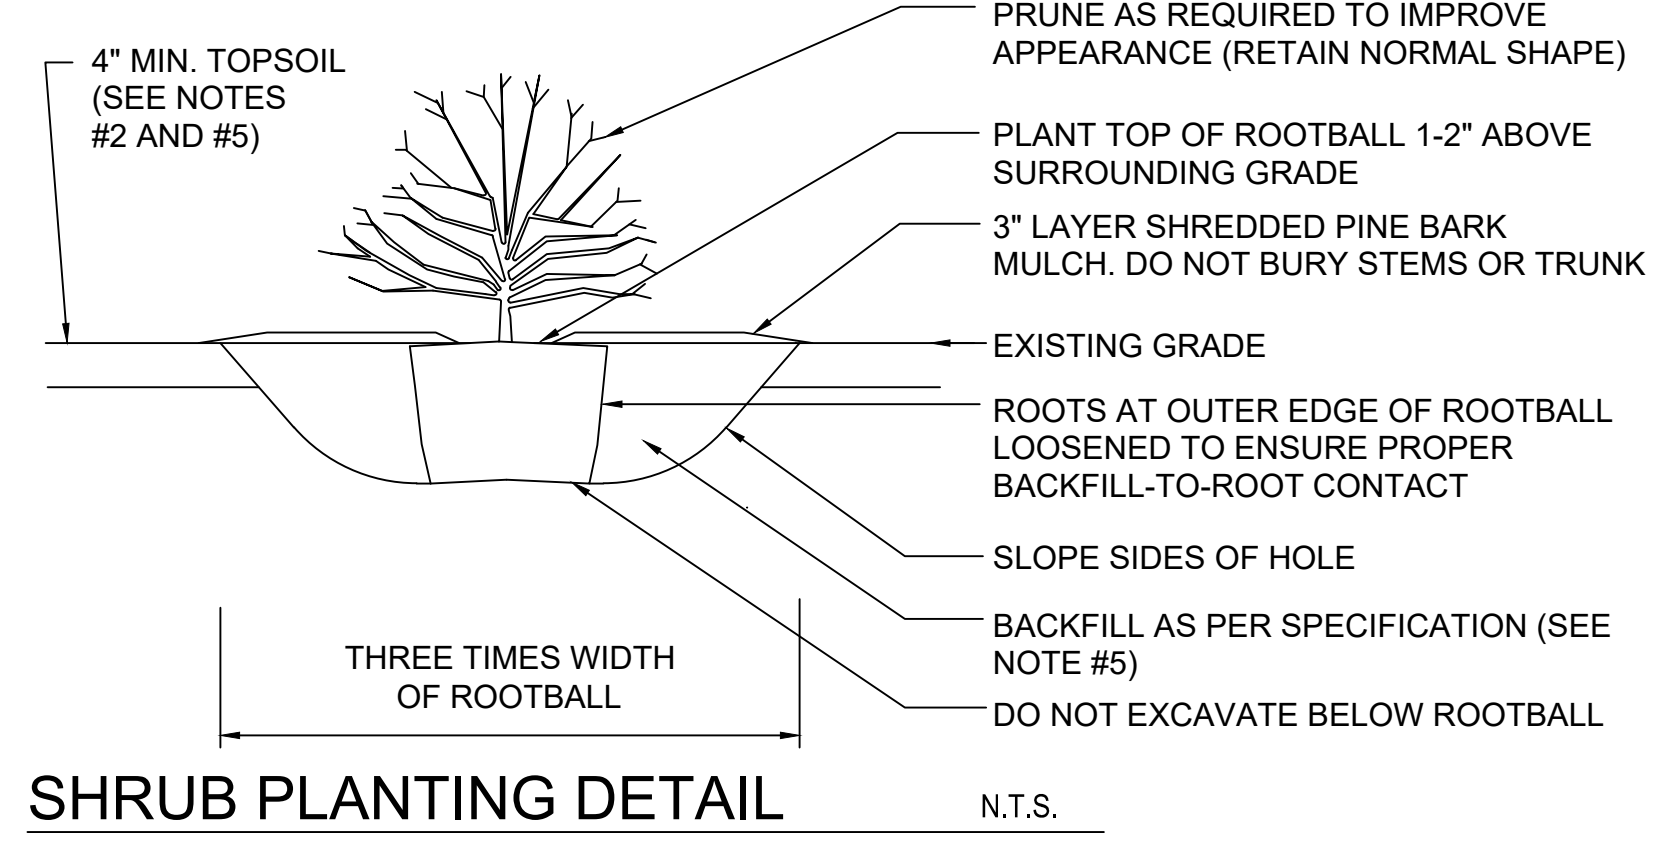 4" MIN. TOPSOIL
(SEE NOTES
#2 AND #5)
PRUNE AS REQUIRED TO IMPROVE
APPEARANCE (RETAIN NORMAL SHAPE)
PLANT TOP OF ROOTBALL 1-2" ABOVE
SURROUNDING GRADE
3" LAYER SHREDDED PINE BARK
MULCH. DO NOT BURY STEMS OR TRUNK
EXISTING GRADE
ROOTS AT OUTER EDGE OF ROOTBALL
LOOSENED TO ENSURE PROPER
BACKFILL-TO-ROOT CONTACT
SLOPE SIDES OF HOLE
BACKFILL AS PER SPECIFICATION (SEE
NOTE #5)
DO NOT EXCAVATE BELOW ROOTBALL
THREE TIMES WIDTH
OF ROOTBALL
SHRUB PLANTING DETAIL
N.T.S.